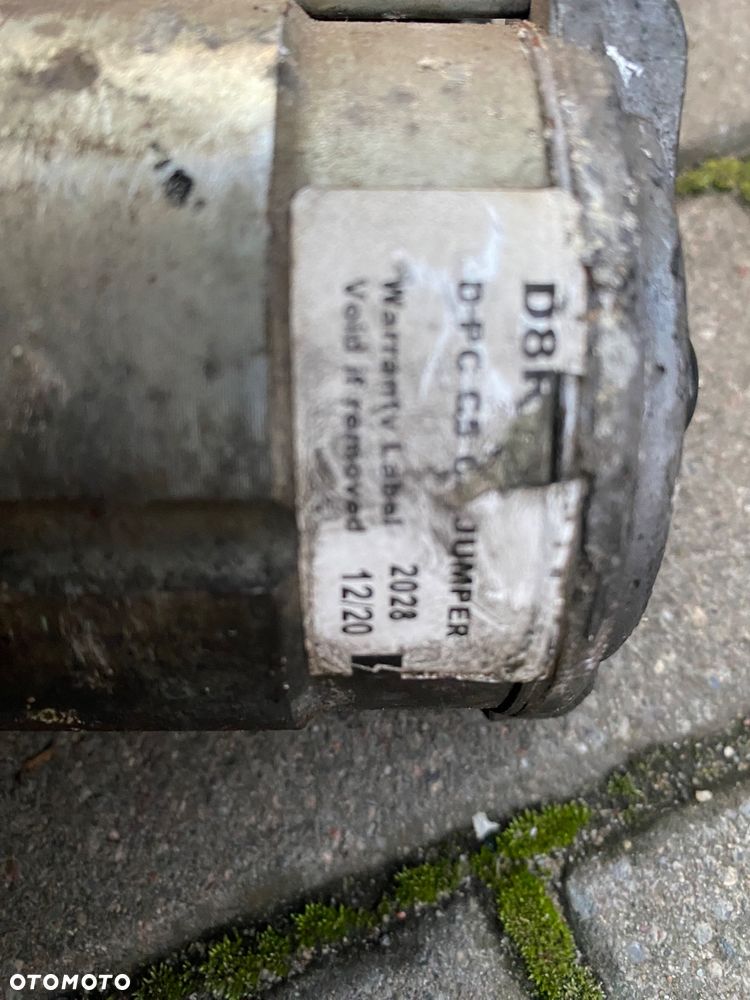 D8R
D-PC C5 C. JUMPER
Warranty Label 2028
Void if removed 12/20
OTOMOTO